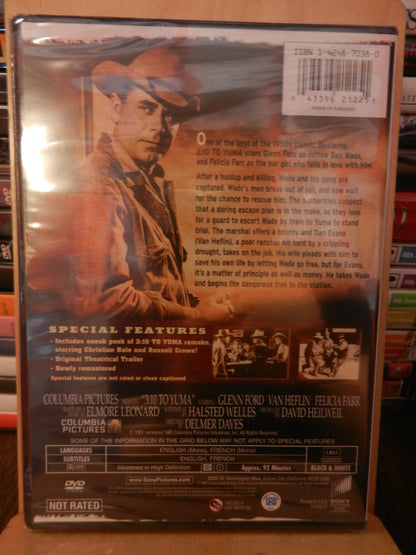 ISBN 1-4248-7038-0
0 43396 21225
PROOF OF PURCHASE
One of the best of the 1950s classic Westerns,
3:10 TO YUMA stars Glenn Ford as outlaw Ben Wade,
and Felicia Farr as the bar gal who falls in love with him.
After a holdup and killing, Wade and his gang are
captured. Wade's men break out of jail, and now wait
for the chance to rescue him. The authorities suspect
that a daring escape plan is in the make, so they look
for a guard to escort Wade by train to Yuma to stand
trial. The marshal offers a bounty and Dan Evans
(Van Heflin), a poor rancher hit hard by a crippling
drought, takes on the job. His wife pleads with him to
save his own life by letting Wade go free, but for Evans,
it's a matter of principle as well as money. He takes Wade
and begins the dangerous trek to the station.
SPECIAL FEATURES
• Includes sneak peek of 3:10 TO YUMA remake,
starring Christian Bale and Russell Crowe!
• Original Theatrical Trailer
• Newly remastered
Special features are not rated or close captioned
COLUMBIA PICTURES PRESENTS "3:10 TO YUMA" STARRING GLENN FORD VAN HEFLIN FELICIA FARR
ELMORE LEONARD HALSTED WELLES DAVID HEILWEIL
COLUMBIA PICTURES DELMER DAVES
SOME OF THE INFORMATION IN THE GRID BELOW MAY NOT APPLY TO SPECIAL FEATURES
LANGUAGES ENGLISH (Mono), FRENCH (Mono) 1.85:1
SUBTITLES ENGLISH, FRENCH
Mastered in High Definition 1 Approx. 92 Minutes BLACK & WHITE
DVD www.SonyPictures.com SONY
NOT RATED